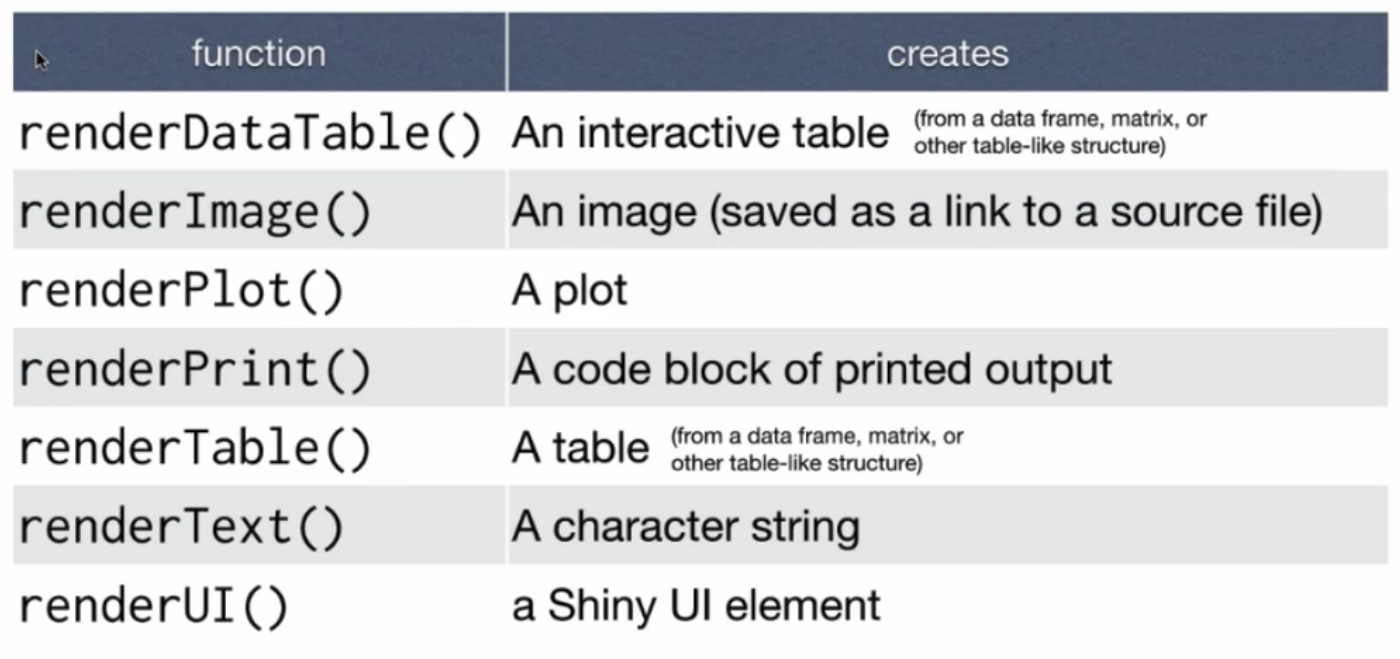 function creates
renderDataTable() An interactive table (from a data frame, matrix, or
other table-like structure)
renderImage() An image (saved as a link to a source file)
renderPlot() A plot
renderPrint() A code block of printed output
renderTable() A table (from a data frame, matrix, or
other table-like structure)
renderText() A character string
renderUI() a Shiny UI element